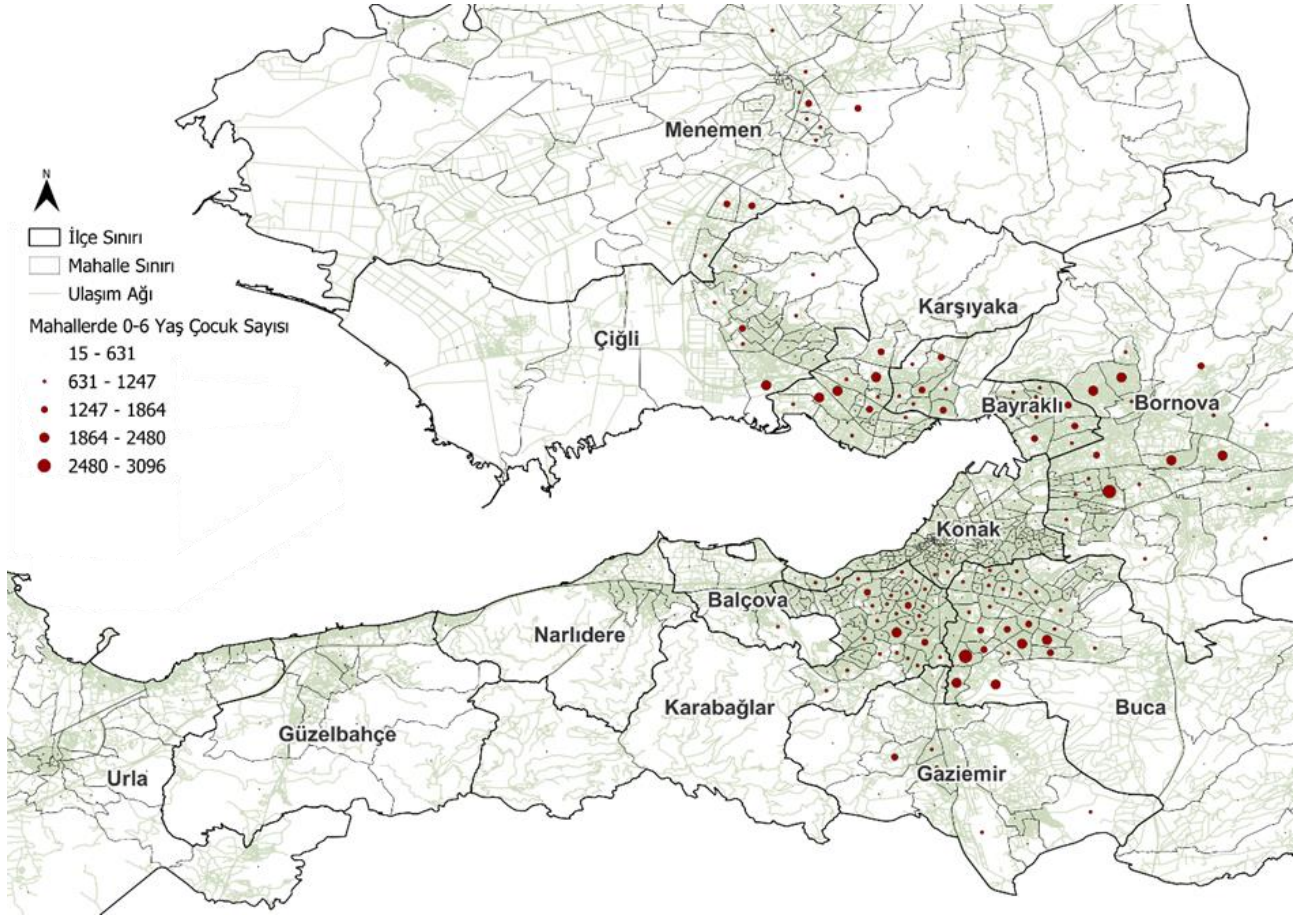 Menemen
N
İlçe Sınırı
Mahalle Sınırı
Ulaşım Ağı
Mahallerde 0-6 Yaş Çocuk Sayısı
15 - 631
631 - 1247
1247 - 1864
1864 - 2480
2480 - 3096
Karşıyaka
Çiğli
Bayraklı
Bornova
Konak
Balçova
Narlıdere
Karabağlar
Buca
Güzelbahçe
Urla
Gaziemir